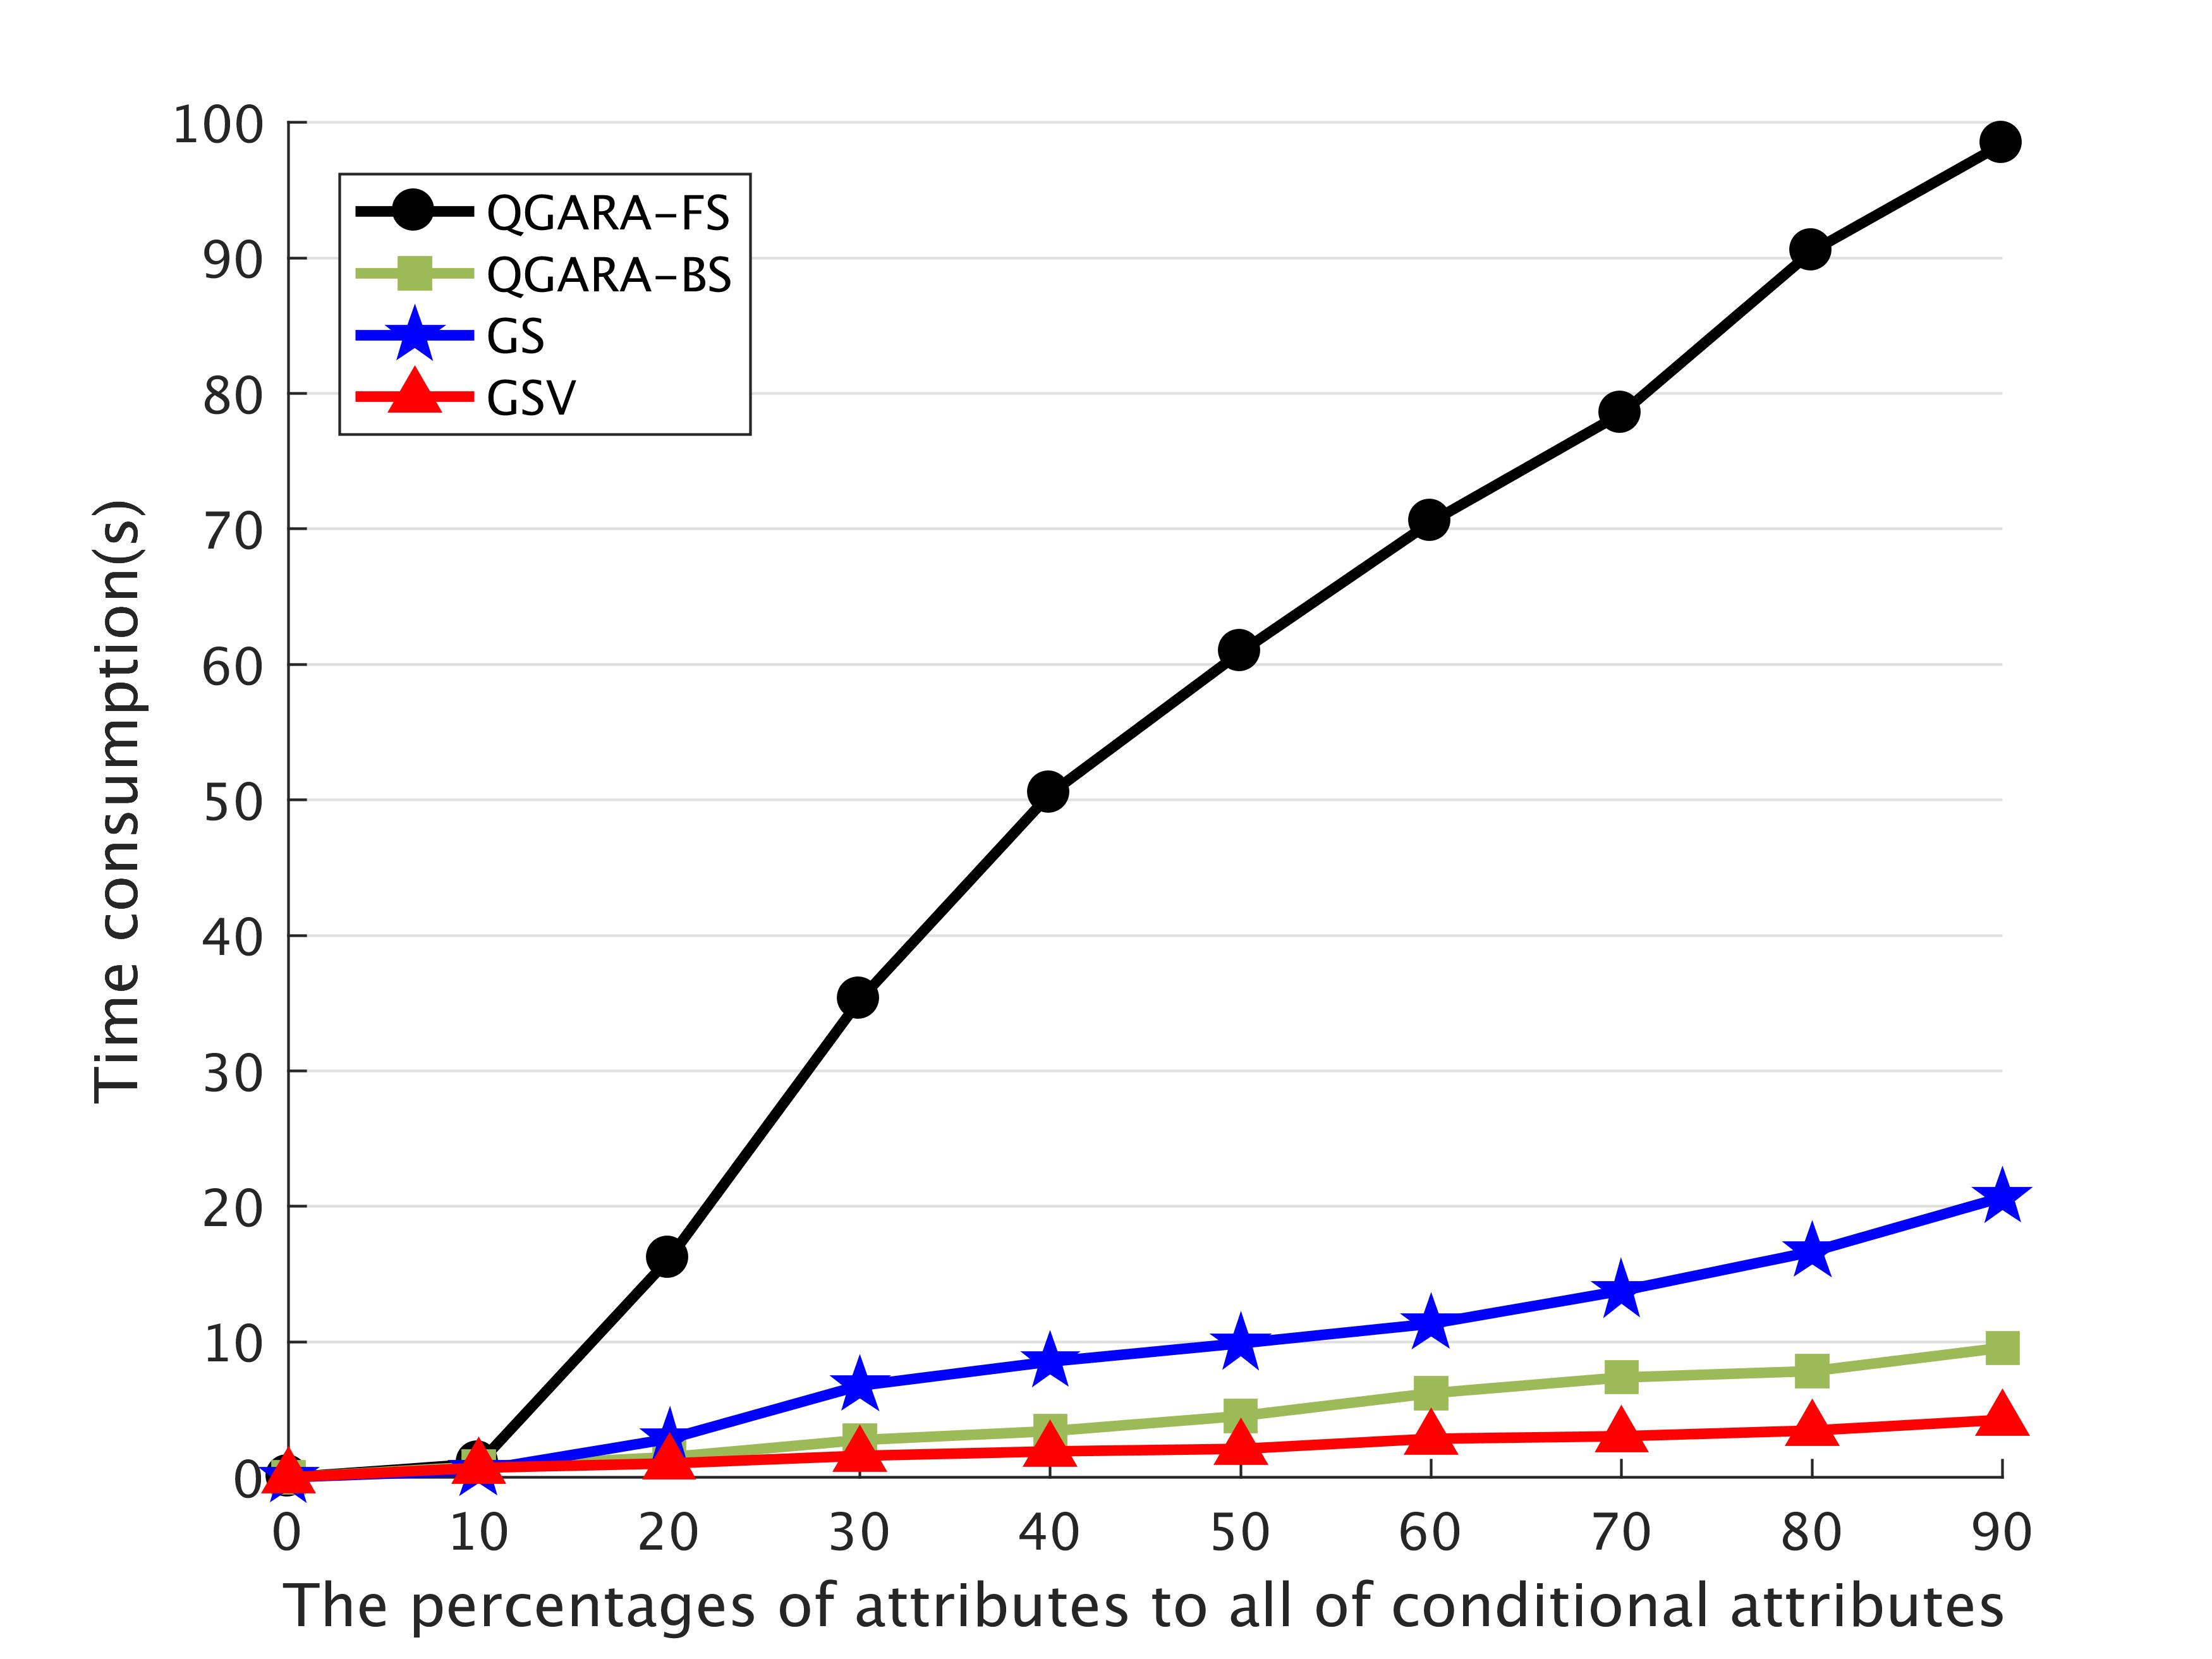 100
90
80
70
60
50
40
30
20
10
0
QGARA-FS
QGARA-BS
GS
GSV
Time consumption(s)
0 10 20 30 40 50 60 70 80 90
The percentages of attributes to all of conditional attributes